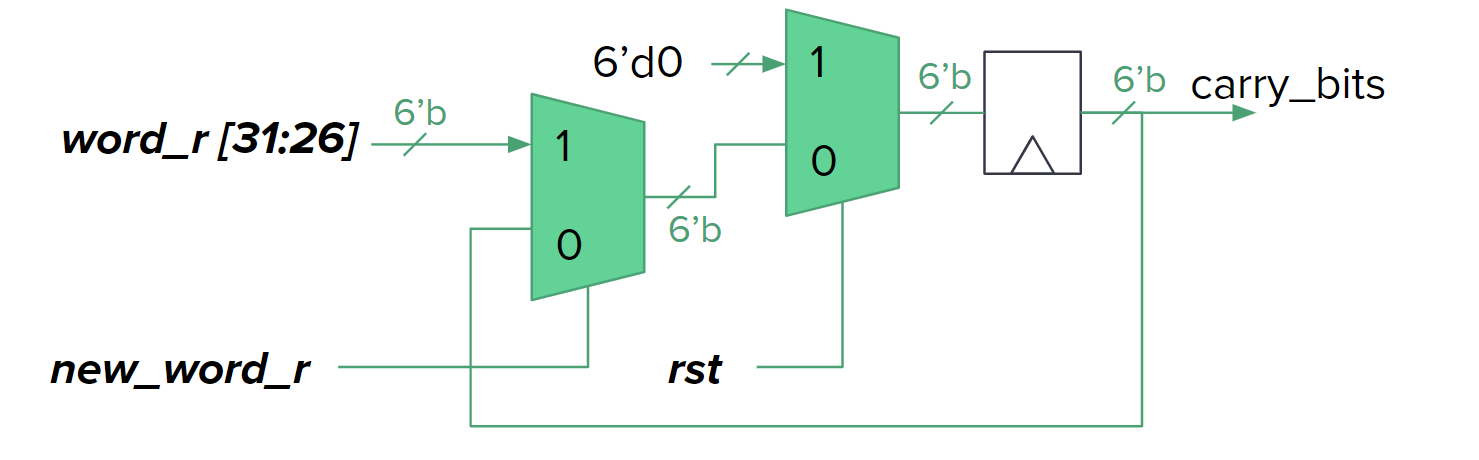 6’d0
1
6’b
6’b
carry_bits
6’b
word_r [31:26]
1
0
0
6’b
new_word_r
rst